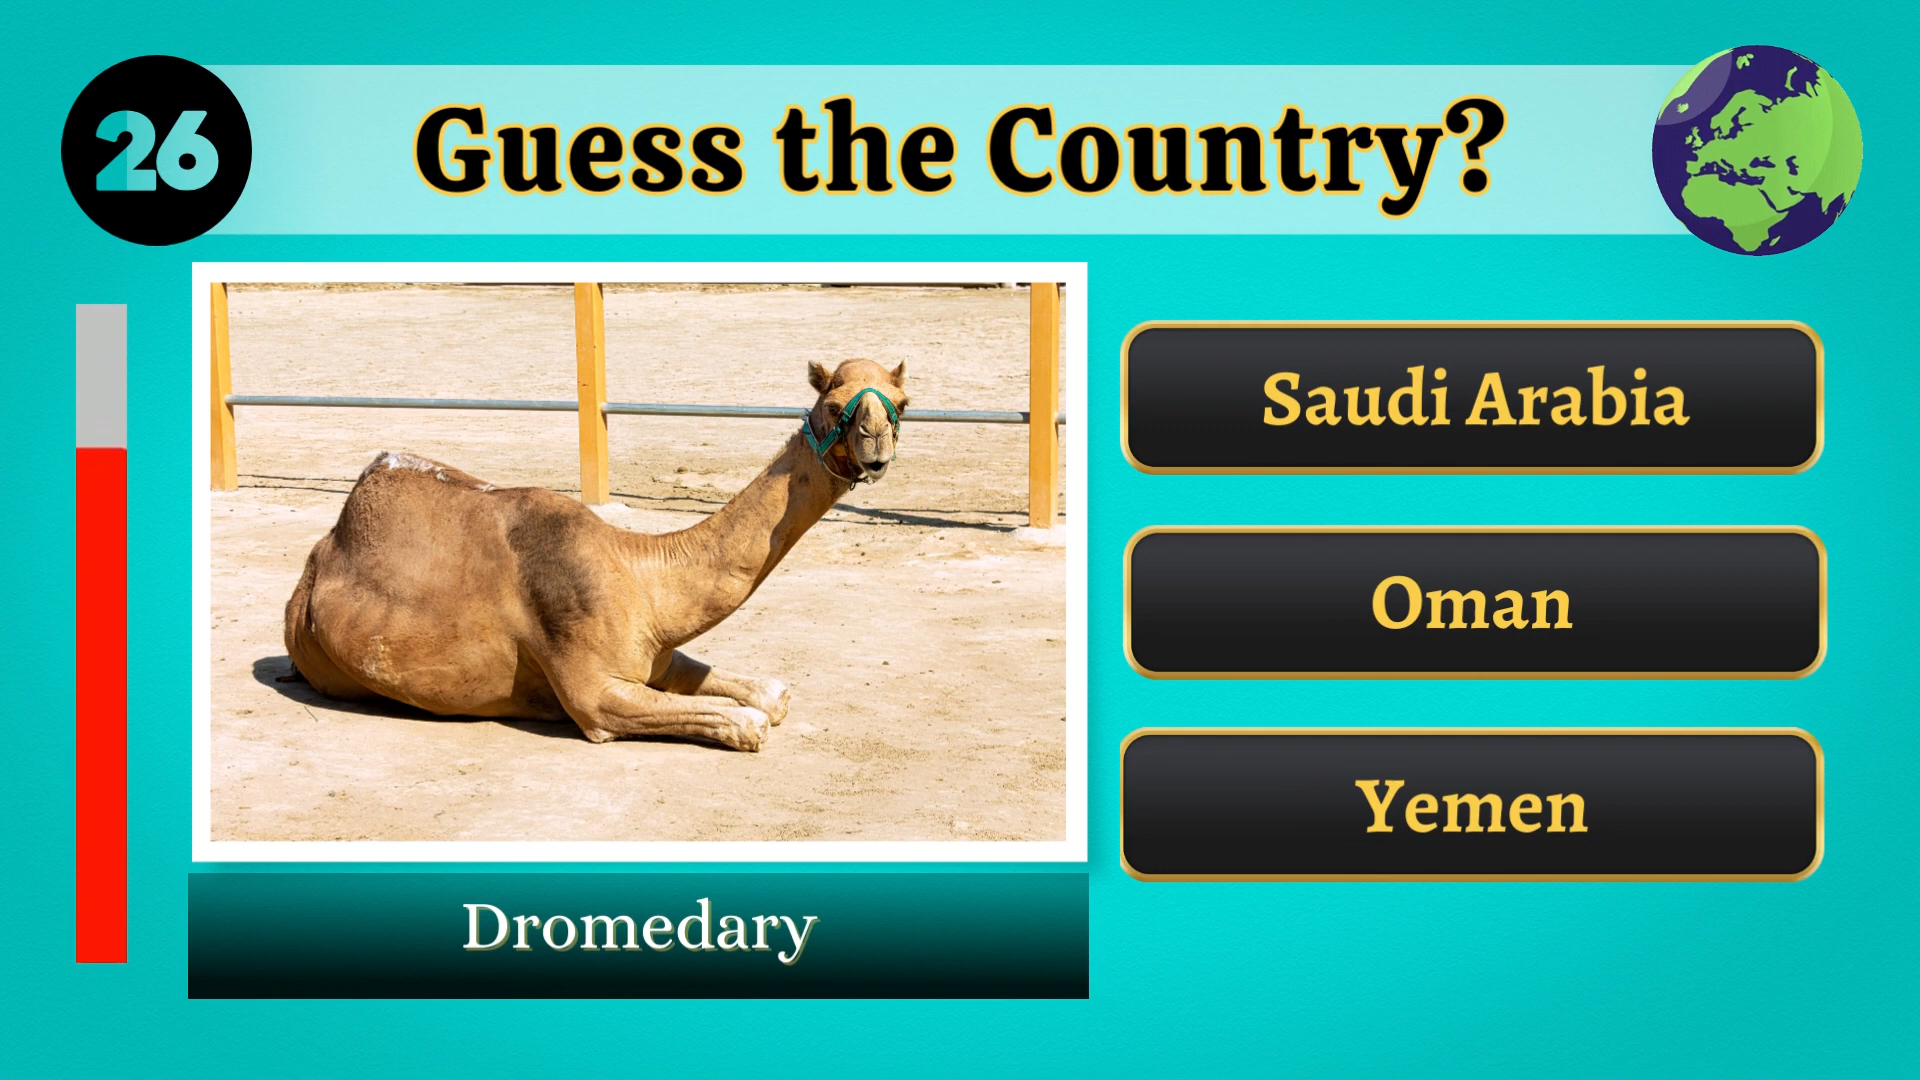 26
Guess the Country?
Saudi Arabia
Oman
Yemen
Dromedary